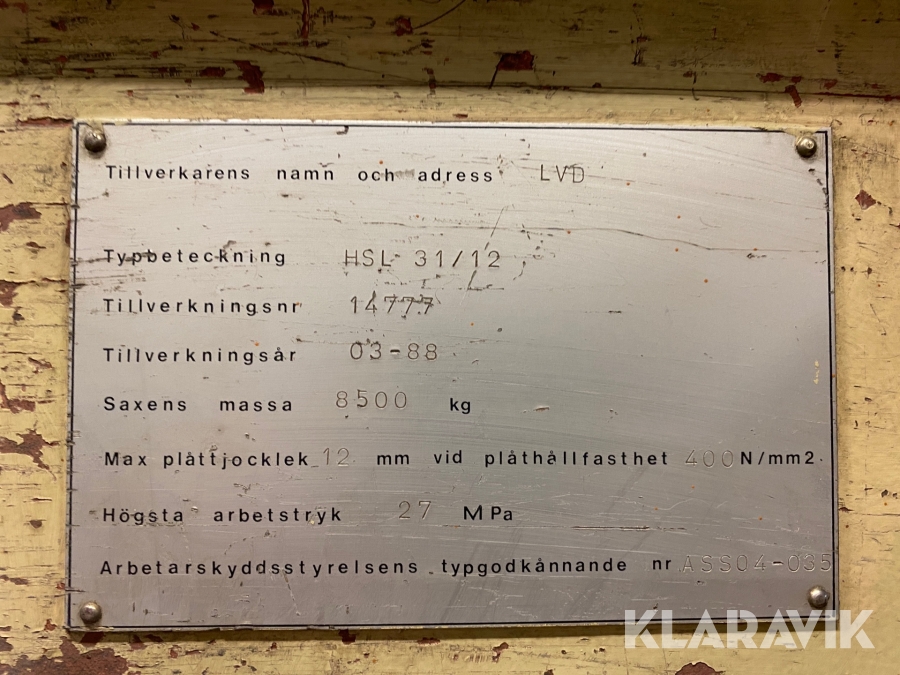 Tillverkarens namn och adress LVD
Typbeteckning HSL 31/12
Tillverkningsnr 14777
Tillverkningsår 03-88
Saxens massa 8500 kg
Max plåttjocklek 12 mm vid plåthållfasthet 400 N/mm2
Högsta arbetstryk 27 MPa
Arbetarskyddsstyrelsens typgodkännande nr ASS04-035
KLARAVIK